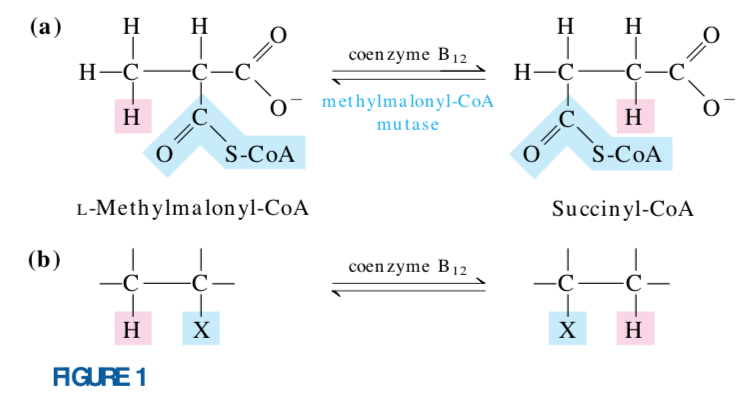 (a)
H H O
H–C C–C
H C O−
O S-CoA
L-Methylmalonyl-CoA
coenzyme B12
methylmalonyl-CoA
mutase
H H O
H–C C–C
C H O−
O S-CoA
Succinyl-CoA
(b)
C C
H X
coenzyme B12
C C
X H
FIGURE 1